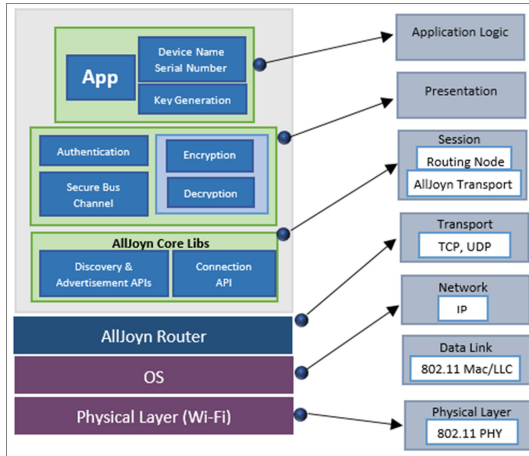 App
Device Name
Serial Number
Key Generation
Authentication
Secure Bus
Channel
Encryption
Decryption
AllJoyn Core Libs
Discovery &
Advertisement APIs
Connection
API
AllJoyn Router
OS
Physical Layer (Wi-Fi)
Application Logic
Presentation
Session
Routing Node
AllJoyn Transport
Transport
TCP, UDP
Network
IP
Data Link
802.11 Mac/LLC
Physical Layer
802.11 PHY